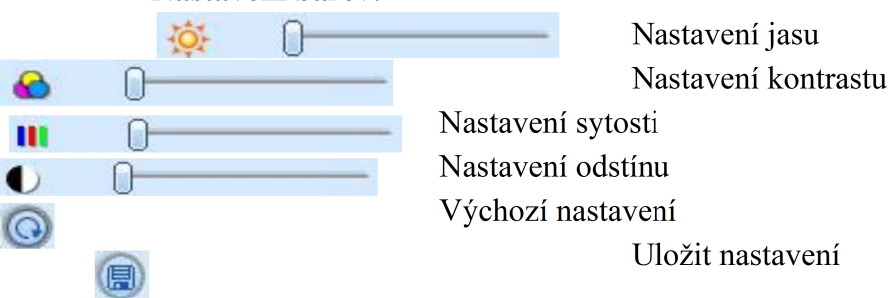 Nastavení jasu
Nastavení kontrastu
Nastavení sytosti
Nastavení odstínu
Výchozí nastavení
Uložit nastavení